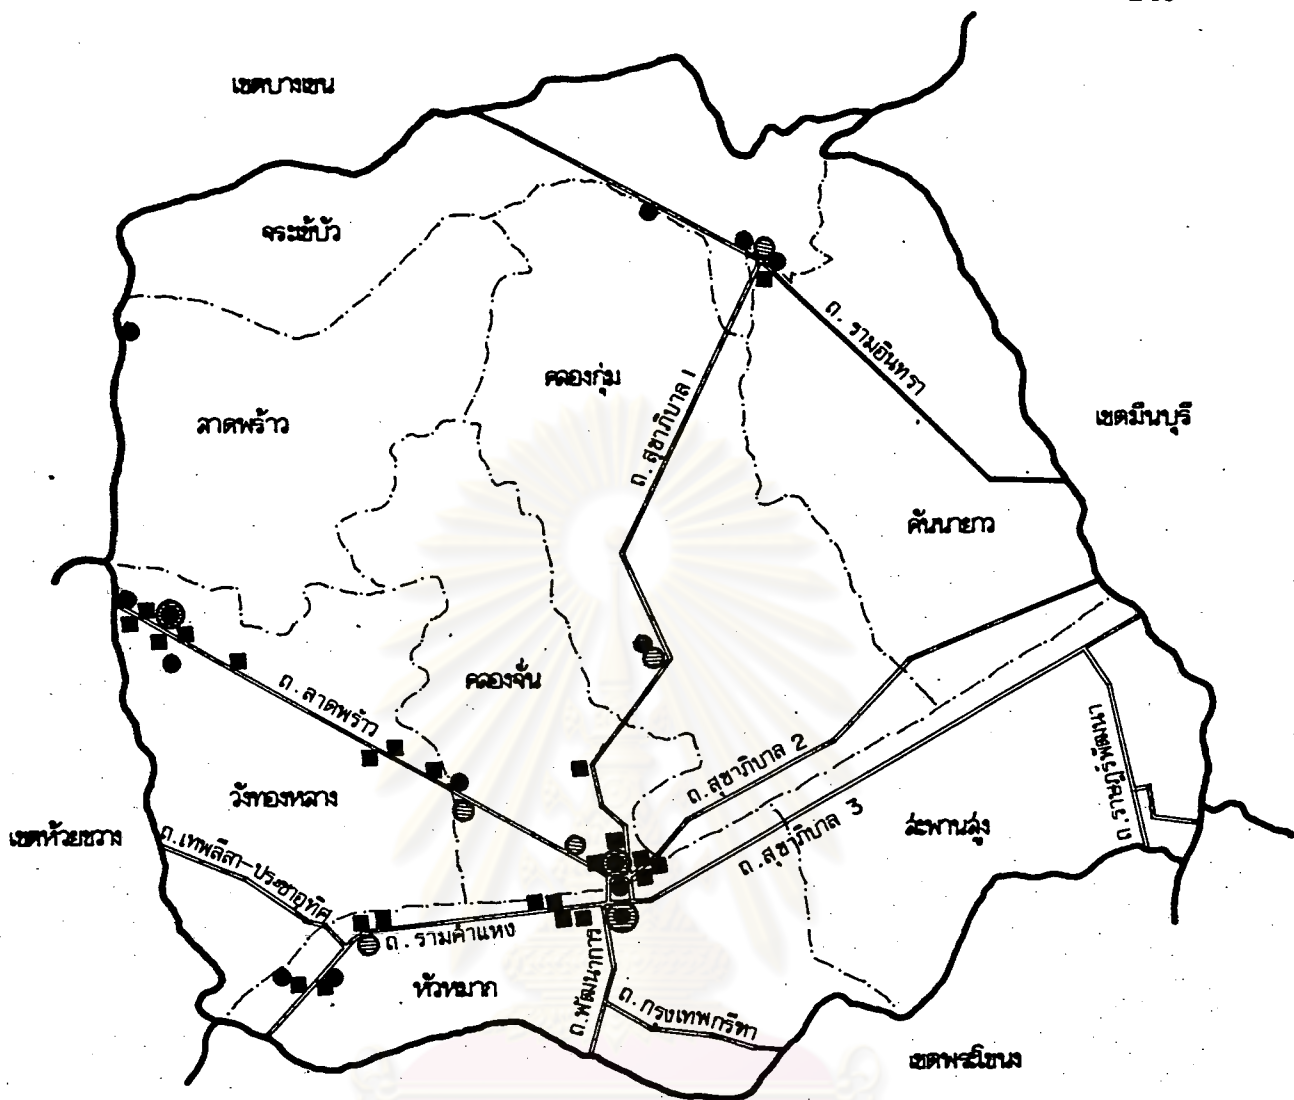 เขตบางเขน
จระเข้บัว
ถ. รามอินทรา
คลองกุ่ม
ถ. สุขาภิบาล 1
ลาดพร้าว
เขตมีนบุรี
คันนายาว
คลองจั่น
ถ. ลาดพร้าว
ถ. สุขาภิบาล 2
วังทองหลาง
ถ. สุขาภิบาล 3
สะพานสูง
เขตห้วยขวาง
ถ.เทพลีลา-ประชาอุทิศ
ถ. รามคำแหง
หัวหมาก
ถ.พัฒนาการ
ถ. กรุงเทพกรีฑา
เขตพระโขนง